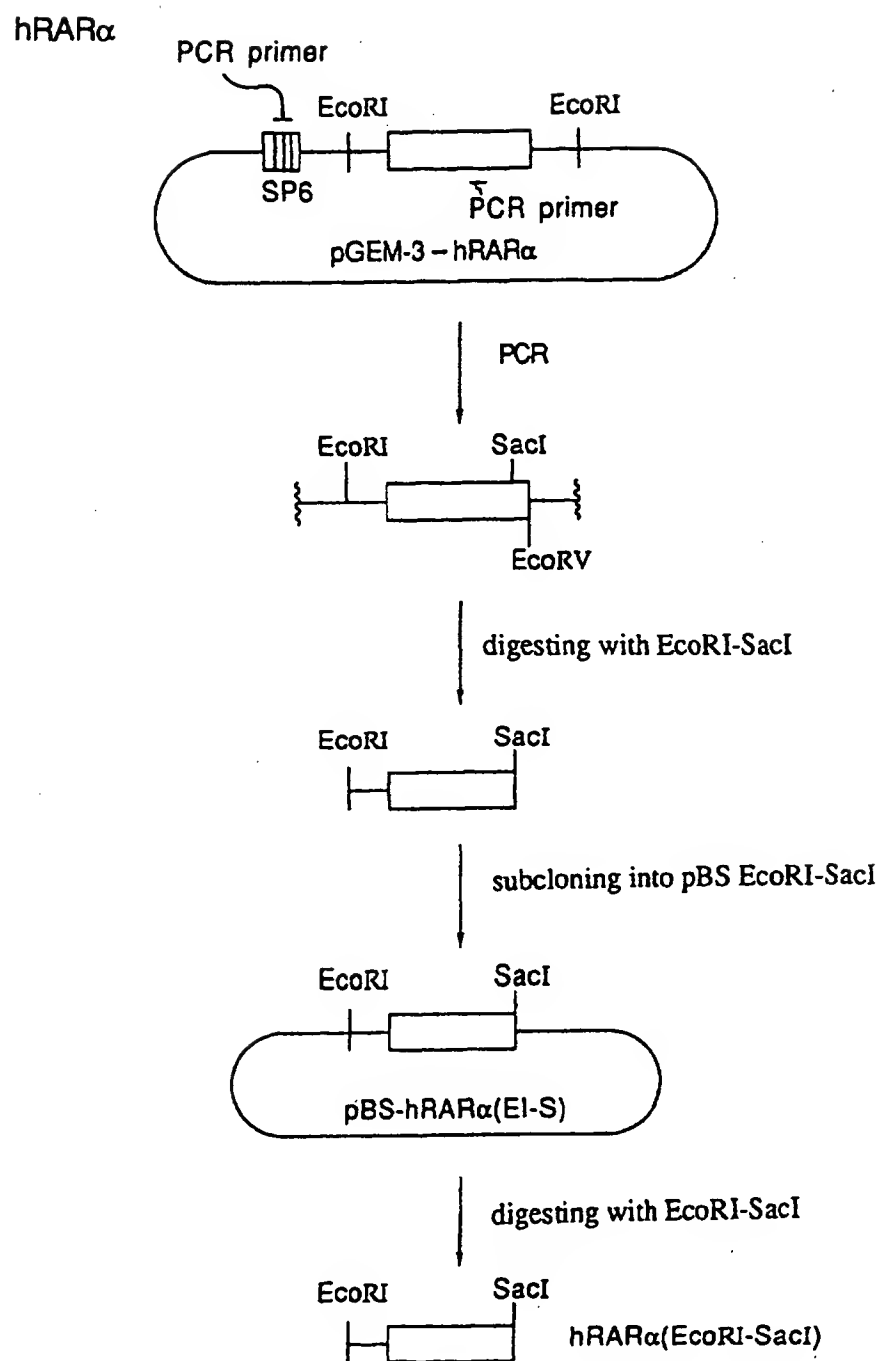 hRARα
PCR primer
EcoRI
EcoRI
SP6
PCR primer
pGEM-3 – hRARα
PCR
EcoRI
SacI
EcoRV
digesting with EcoRI-SacI
EcoRI
SacI
subcloning into pBS EcoRI-SacI
EcoRI
SacI
pBS-hRARα(EI-S)
digesting with EcoRI-SacI
EcoRI
SacI
hRARα(EcoRI-SacI)